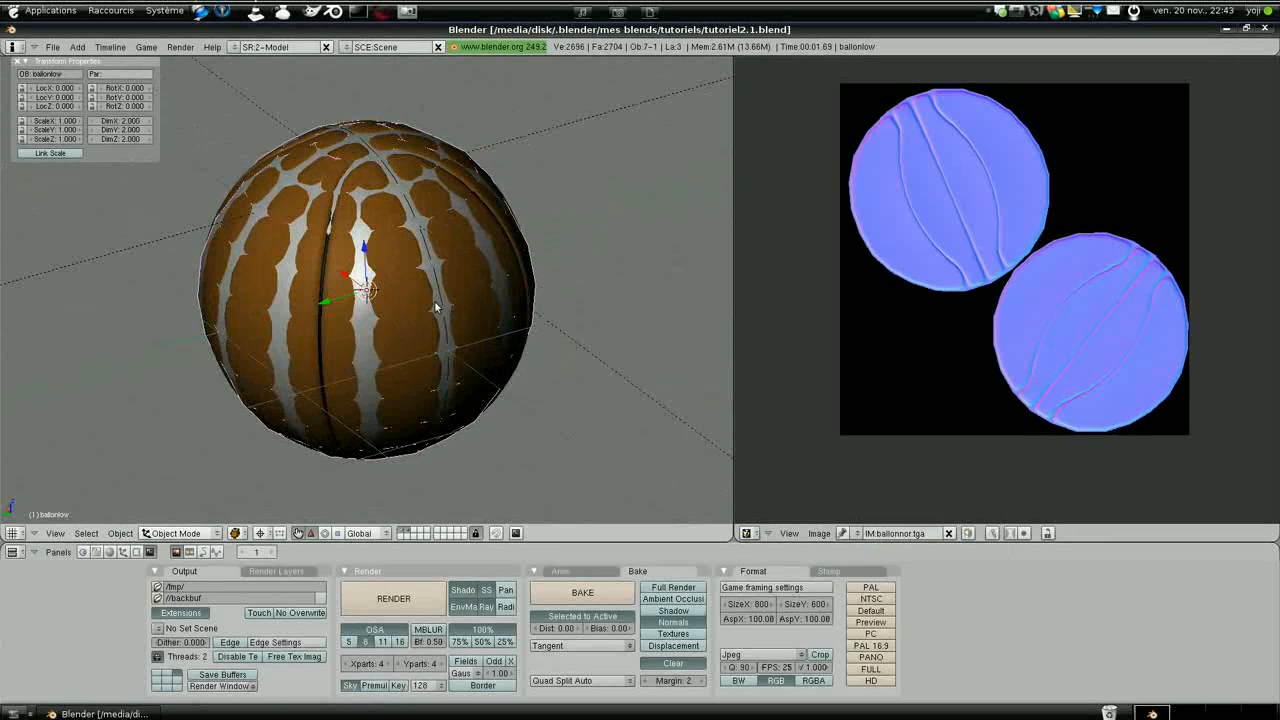 Applications Raccourcis Système ven. 20 nov., 22:43 yoji
Blender [/media/disk/.blender/mes blends/tutoriels/tutoriel2.1.blend]
File Add Timeline Game Render Help SR:2-Model SCE:Scene www.blender.org 249.2 Ve:2696 | Fa:2704 | Ob:7-1 | La:3 | Mem:2.61M (13.66M) | Time:00:01.69 | ballonlow
Transform Properties
OB: ballonlow Par:
LocX: 0.000 RotX: 0.000
LocY: 0.000 RotY: 0.000
LocZ: 0.000 RotZ: 0.000
ScaleX: 1.000 DimX: 2.000
ScaleY: 1.000 DimY: 2.000
ScaleZ: 1.000 DimZ: 2.000
Link Scale
(1) ballonlow
View Select Object Object Mode Global View Image IM:ballonnor.tga
Panels 1
Output Render Layers Render Anim Bake Format Stamp
/tmp/
//backbuf
Extensions Touch No Overwrite
No Set Scene
Dither: 0.000 Edge Edge Settings
Threads: 2 Disable Te Free Tex Imag
Save Buffers
Render Window
RENDER Shado SS Pan
EnvMa Ray Radi
OSA MBLUR 100%
5 8 11 16 Bf: 0.50 75% 50% 25%
Xparts: 4 Yparts: 4 Fields Odd X
Gaus 1.00
Sky Premul Key 128 Border
BAKE Full Render
Ambient Occlusi
Selected to Active Shadow
Dist: 0.00 Bias: 0.00 Normals
Textures
Tangent Displacement
Clear
Quad Split Auto Margin: 2
Game framing settings PAL
NTSC
SizeX: 800 SizeY: 600 Default
AspX: 100.00 AspY: 100.00 Preview
PC
PAL 16:9
Jpeg Crop PANO
Q: 90 FPS: 25 1.000 FULL
BW RGB RGBA HD
Blender [/media/di...